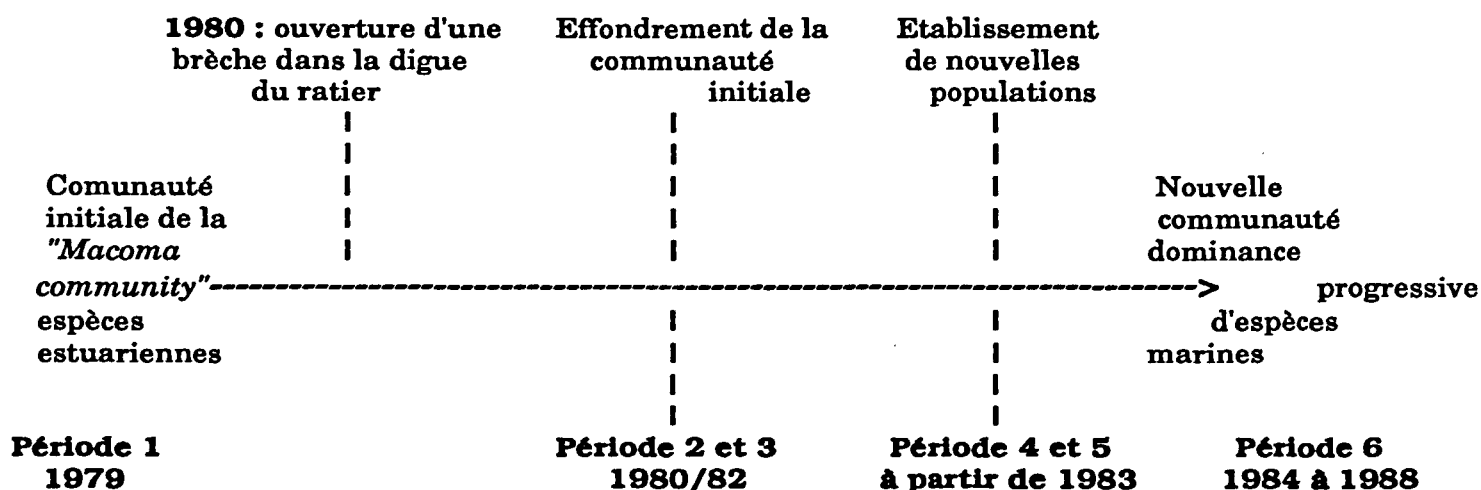 1980 : ouverture d'une
brèche dans la digue
du ratier
Effondrement de la
communauté
initiale
Etablissement
de nouvelles
populations
Comunauté
initiale de la
"Macoma
community"
espèces
estuariennes
Nouvelle
communauté
dominance
progressive
d'espèces
marines
Période 1
1979
Période 2 et 3
1980/82
Période 4 et 5
à partir de 1983
Période 6
1984 à 1988